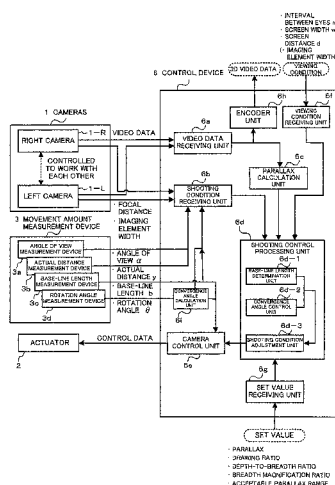 · INTERVAL
BETWEEN EYES
· SCREEN WIDTH w
· SCREEN
DISTANCE d
(· IMAGING
ELEMENT WIDTH
6 CONTROL DEVICE
3D VIDEO DATA
VIEWING
CONDITION
6h
6f
ENCODER
UNIT
VIEWING
CONDITION
RECEIVING UNIT
1 CAMERAS
6a
RIGHT CAMERA
1-R
VIDEO DATA
VIDEO DATA
RECEIVING UNIT
6c
CONTROLLED
TO WORK WITH
EACH OTHER
PARALLAX
CALCULATION
UNIT
6b
LEFT CAMERA
1-L
SHOOTING
CONDITION
RECEIVING UNIT
· FOCAL
DISTANCE
· IMAGING
ELEMENT WIDTH
6d
3 MOVEMENT AMOUNT
MEASUREMENT DEVICE
SHOOTING CONTROL
PROCESSING UNIT
ANGLE OF VIEW
MEASUREMENT DEVICE
· ANGLE OF
VIEW α
6d-1
3a
ACTUAL DISTANCE
MEASUREMENT DEVICE
· ACTUAL
DISTANCE y
BASE-LINE LENGTH
DETERMINATION
UNIT
3b
BASE-LINE LENGTH
MEASUREMENT DEVICE
· BASE-LINE
LENGTH b
CONVERGENCE
ANGLE
CALCULATION
UNIT
6d-2
3c
ROTATION ANGLE
MEASUREMENT DEVICE
· ROTATION
ANGLE θ
6i
CONVERGENCE
ANGLE CONTROL
UNIT
3d
6d-3
ACTUATOR
CONTROL DATA
CAMERA
CONTROL UNIT
SHOOTING CONDITION
ADJUSTMENT UNIT
2
6e
6g
SET VALUE
RECEIVING UNIT
SET VALUE
· PARALLAX
· DRAWING RATIO
· DEPTH-TO-BREADTH RATIO
· BREADTH MAGNIFICATION RATIO
· ACCEPTABLE PARALLAX RANGE